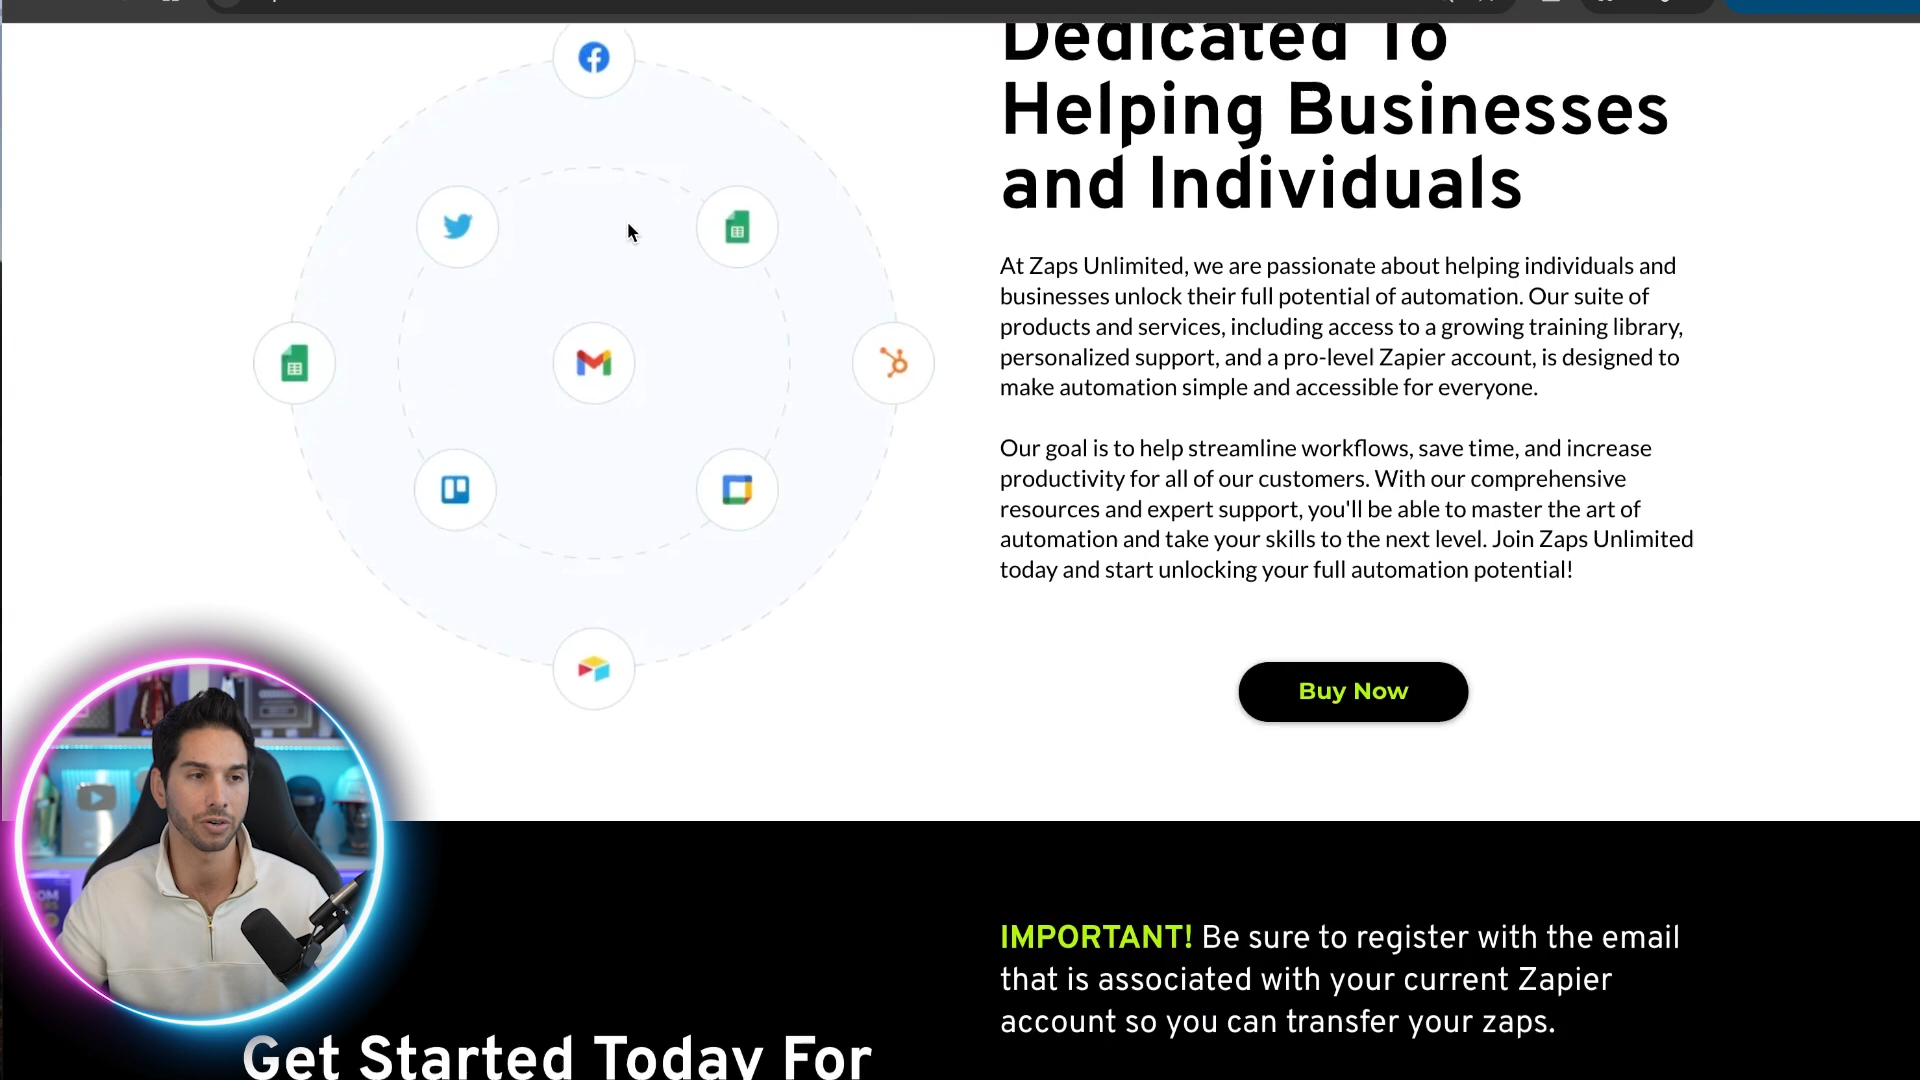 Dedicated To
Helping Businesses
and Individuals
At Zaps Unlimited, we are passionate about helping individuals and
businesses unlock their full potential of automation. Our suite of
products and services, including access to a growing training library,
personalized support, and a pro-level Zapier account, is designed to
make automation simple and accessible for everyone.
Our goal is to help streamline workflows, save time, and increase
productivity for all of our customers. With our comprehensive
resources and expert support, you'll be able to master the art of
automation and take your skills to the next level. Join Zaps Unlimited
today and start unlocking your full automation potential!
Buy Now
IMPORTANT! Be sure to register with the email
that is associated with your current Zapier
account so you can transfer your zaps.
Get Started Today For